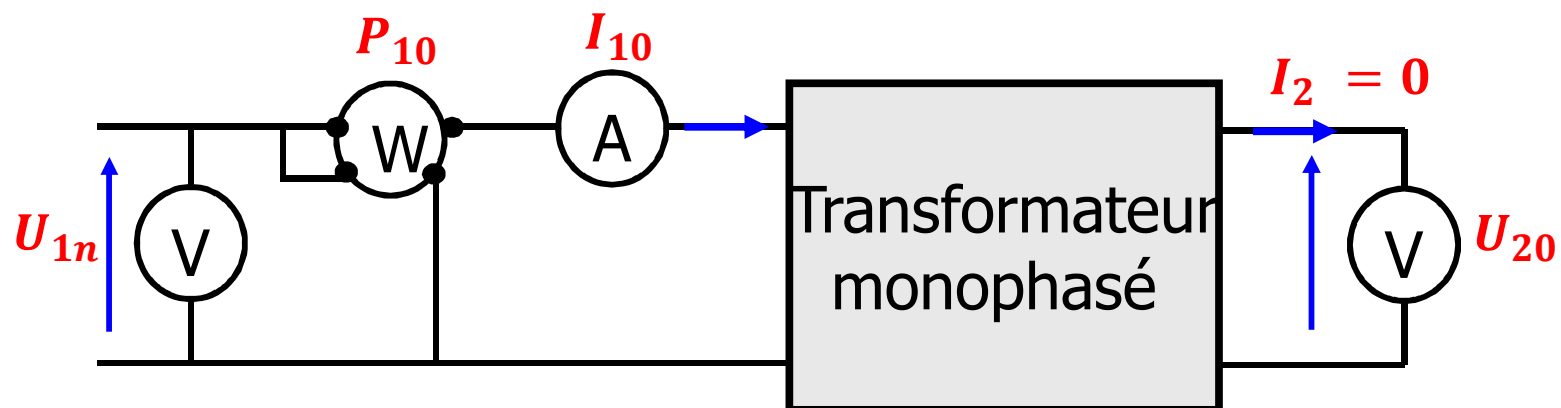 P₁₀
I₁₀
I₂ = 0
W
A
U₁ₙ
V
Transformateur
monophasé
V
U₂₀